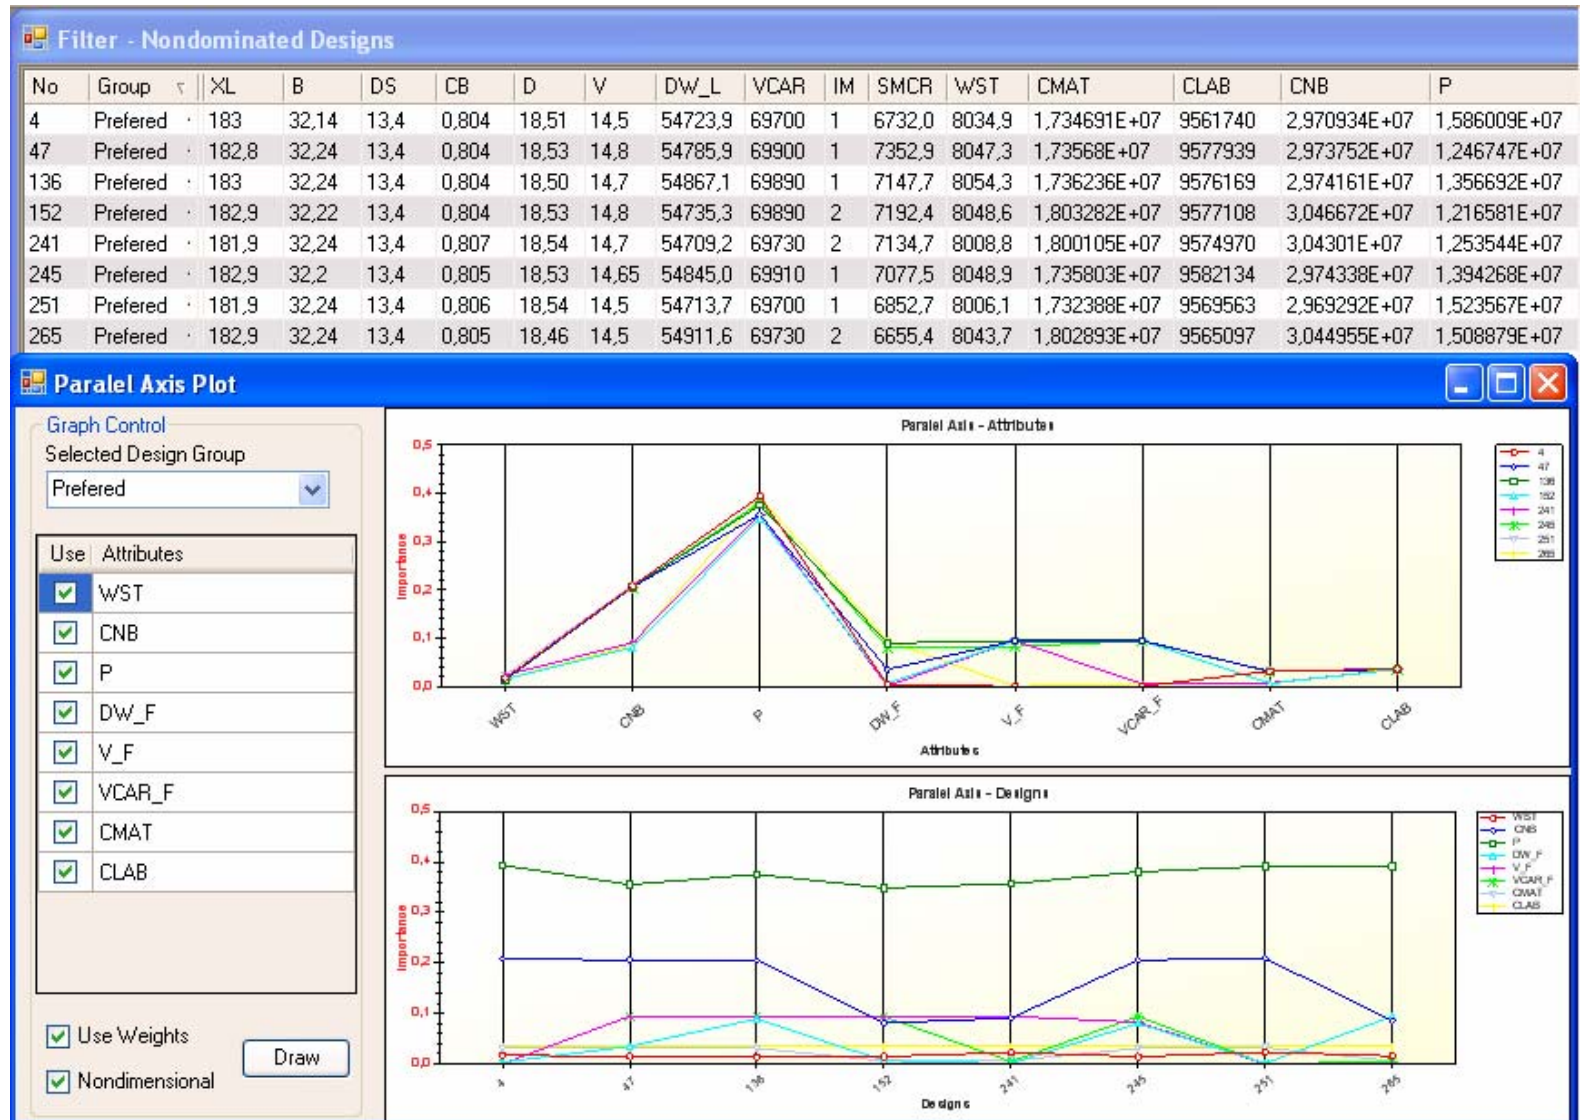 Filter - Nondominated Designs
No Group XL B DS CB D V DW_L VCAR IM SMCR WST CMAT CLAB CNB P
4 Prefered 183 32,14 13,4 0,804 18,51 14,5 54723,9 69700 1 6732,0 8034,9 1,734691E+07 9561740 2,970934E+07 1,586009E+07
47 Prefered 182,8 32,24 13,4 0,804 18,53 14,8 54785,9 69900 1 7352,9 8047,3 1,73568E+07 9577939 2,973752E+07 1,246747E+07
136 Prefered 183 32,24 13,4 0,804 18,50 14,7 54867,1 69890 1 7147,7 8054,3 1,736236E+07 9576169 2,974161E+07 1,356692E+07
152 Prefered 182,9 32,22 13,4 0,804 18,53 14,8 54735,3 69890 2 7192,4 8048,6 1,803282E+07 9577108 3,046672E+07 1,216581E+07
241 Prefered 181,9 32,24 13,4 0,807 18,54 14,7 54709,2 69730 2 7134,7 8008,8 1,800105E+07 9574970 3,04301E+07 1,253544E+07
245 Prefered 182,9 32,2 13,4 0,805 18,53 14,65 54845,0 69910 1 7077,5 8048,9 1,735803E+07 9582134 2,974338E+07 1,394268E+07
251 Prefered 181,9 32,24 13,4 0,806 18,54 14,5 54713,7 69700 1 6852,7 8006,1 1,732388E+07 9569563 2,969292E+07 1,523567E+07
265 Prefered 182,9 32,24 13,4 0,805 18,46 14,5 54911,6 69730 2 6655,4 8043,7 1,802893E+07 9565097 3,044955E+07 1,508879E+07
Paralel Axis Plot
Graph Control
Selected Design Group
Prefered
Use Attributes
WST
CNB
P
DW_F
V_F
VCAR_F
CMAT
CLAB
Use Weights
Nondimensional
Draw
Paralel Axis - Attributes
0,5
0,4
0,3
0,2
0,1
0,0
Importance
WST CNB P DW_F V_F VCAR_F CMAT CLAB
Attributes
4
47
136
152
241
245
251
265
Paralel Axis - Designs
0,5
0,4
0,3
0,2
0,1
0,0
Importance
4 47 136 152 241 245 251 265
Designs
WST
CNB
P
DW_F
V_F
VCAR_F
CMAT
CLAB